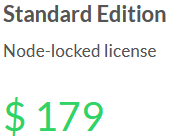 Standard Edition
Node-locked license
$ 179